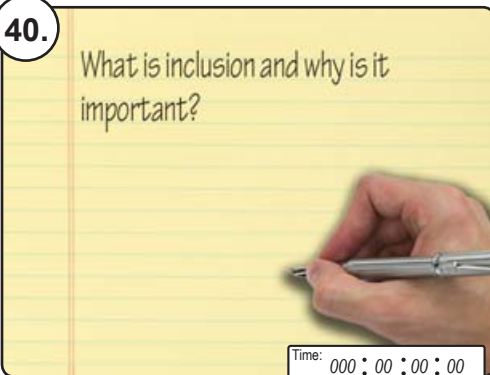 40.
What is inclusion and why is it
important?
Time: 000 : 00 : 00 : 00